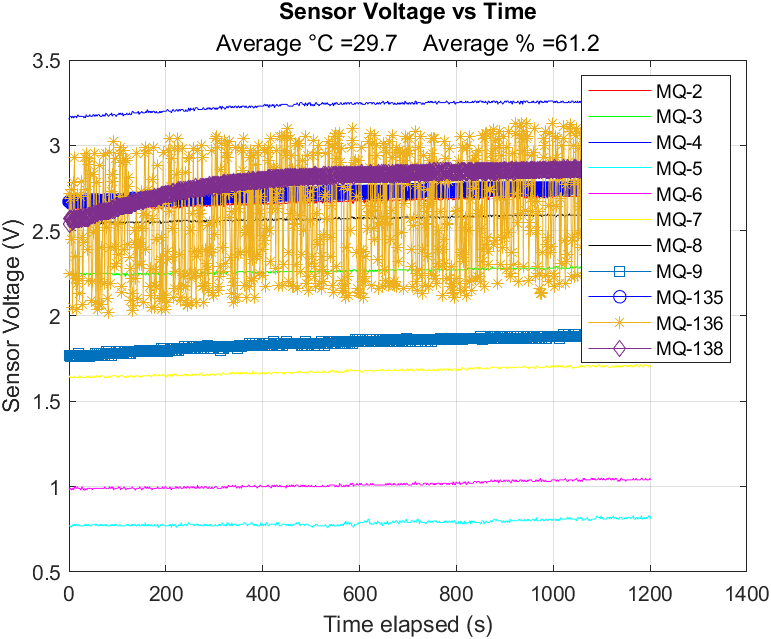 Sensor Voltage vs Time
Average °C =29.7 Average % =61.2
Sensor Voltage (V)
3.5
3
2.5
2
1.5
1
0.5
MQ-2
MQ-3
MQ-4
MQ-5
MQ-6
MQ-7
MQ-8
MQ-9
MQ-135
MQ-136
MQ-138
0 200 400 600 800 1000 1200 1400
Time elapsed (s)